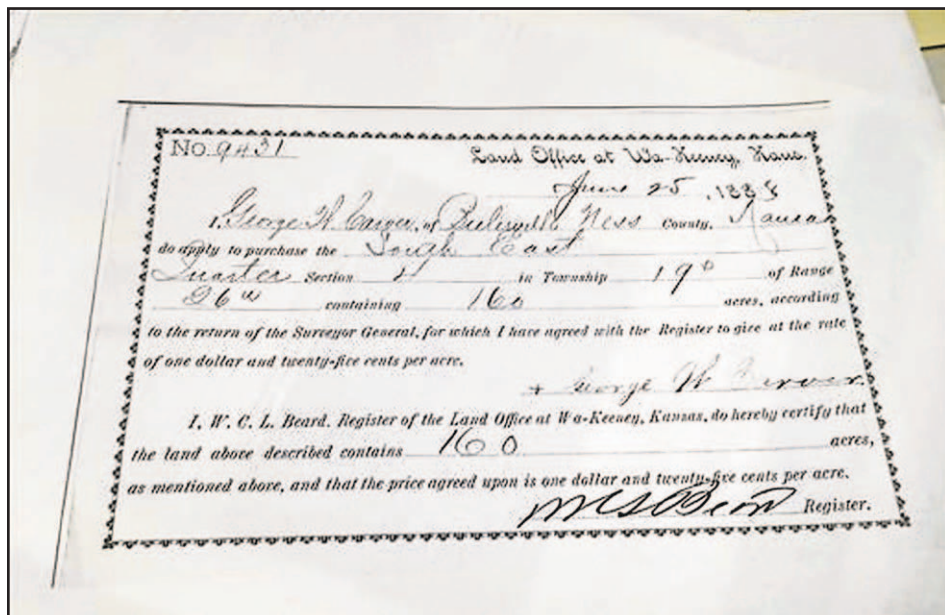 No. 9431 Land Office at Wa-Keeney, Kans.
June 25, 1888
I, George W. Carver, of Ness County, Kansas
do apply to purchase the South East
Quarter Section 4 in Township 19 of Range
26 w containing 160 acres, according
to the return of the Surveyor General, for which I have agreed with the Register to give at the rate
of one dollar and twenty-five cents per acre.
George W Carver
I, W. C. L. Beard, Register of the Land Office at Wa-Keeney, Kansas, do hereby certify that
the land above described contains 160 acres,
as mentioned above, and that the price agreed upon is one dollar and twenty-five cents per acre.
W C L Beard Register.